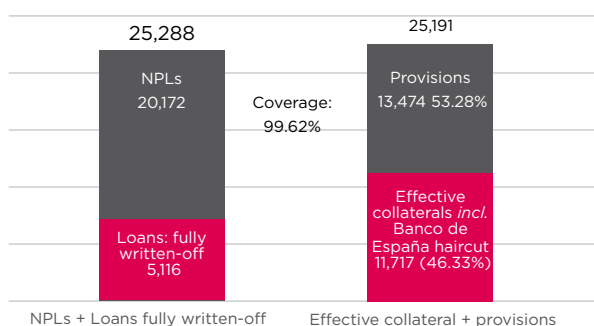 25,288
NPLs
20,172
Loans: fully
written-off
5,116
Coverage:
99.62%
25,191
Provisions
13,474 53.28%
Effective
collaterals incl.
Banco de
España haircut
11,717 (46.33%)
NPLs + Loans fully written-off
Effective collateral + provisions